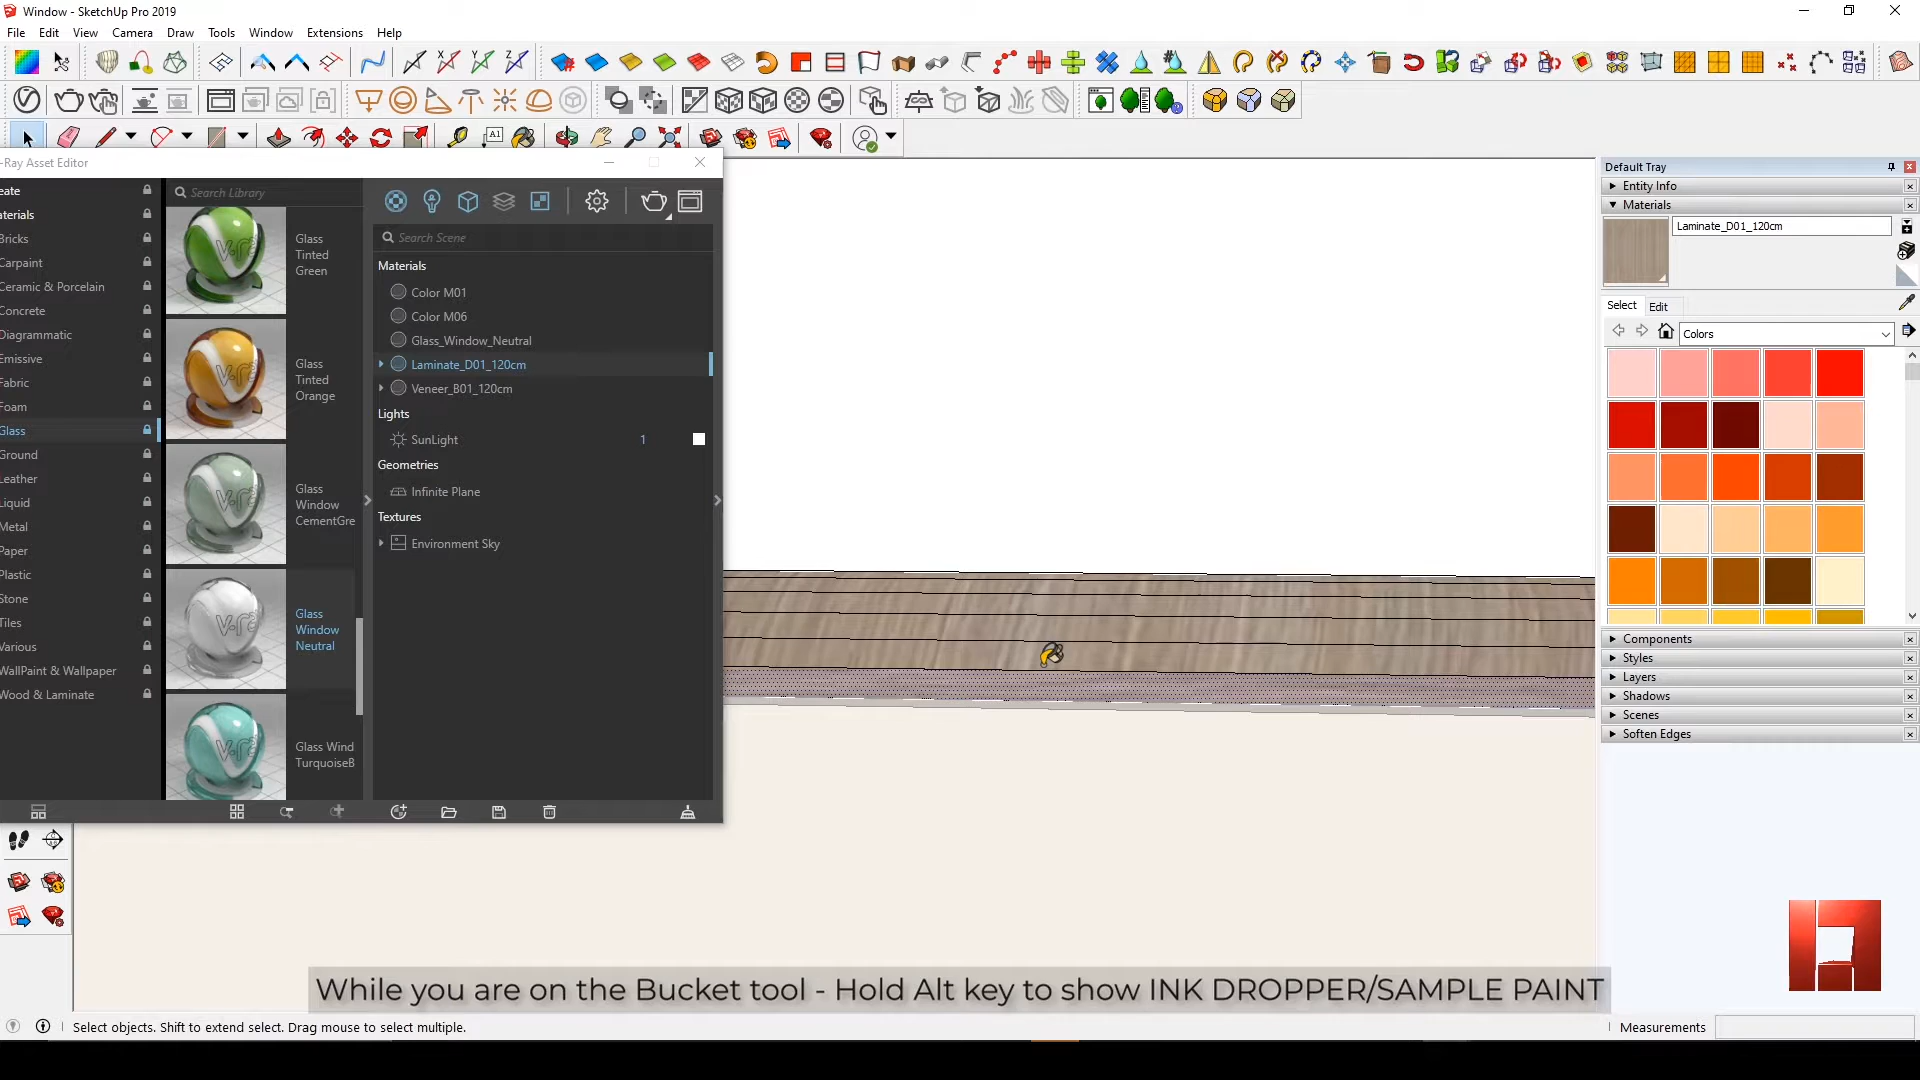 Window - SketchUp Pro 2019
File Edit View Camera Draw Tools Window Extensions Help
-Ray Asset Editor
eate
aterials
Bricks
Carpaint
Ceramic & Porcelain
Concrete
Diagrammatic
Emissive
Fabric
Foam
Glass
Ground
Leather
Liquid
Metal
Paper
Plastic
Stone
Tiles
Various
WallPaint & Wallpaper
Wood & Laminate
Search Library
Glass
Tinted
Green
Glass
Tinted
Orange
Glass
Window
CementGre
Glass
Window
Neutral
Glass Wind
TurquoiseB
Search Scene
Materials
Color M01
Color M06
Glass_Window_Neutral
Laminate_D01_120cm
Veneer_B01_120cm
Lights
SunLight 1
Geometries
Infinite Plane
Textures
Environment Sky
Default Tray
Entity Info
Materials
Laminate_D01_120cm
Select Edit
Colors
Components
Styles
Layers
Shadows
Scenes
Soften Edges
While you are on the Bucket tool - Hold Alt key to show INK DROPPER/SAMPLE PAINT
Select objects. Shift to extend select. Drag mouse to select multiple.
Measurements